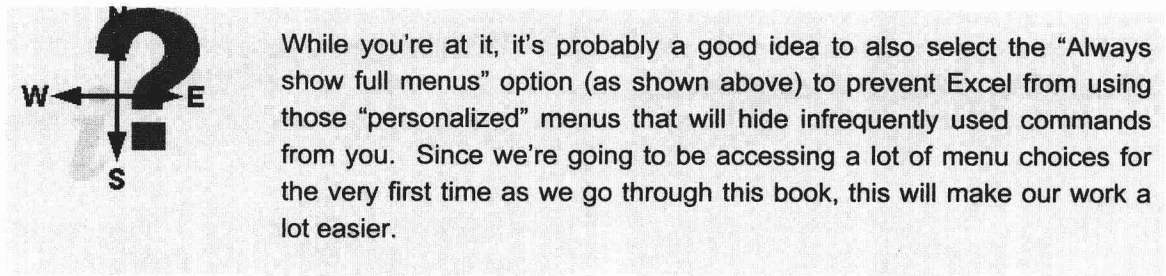 N
W
E
S
While you're at it, it's probably a good idea to also select the “Always
show full menus” option (as shown above) to prevent Excel from using
those “personalized” menus that will hide infrequently used commands
from you.  Since we're going to be accessing a lot of menu choices for
the very first time as we go through this book, this will make our work a
lot easier.